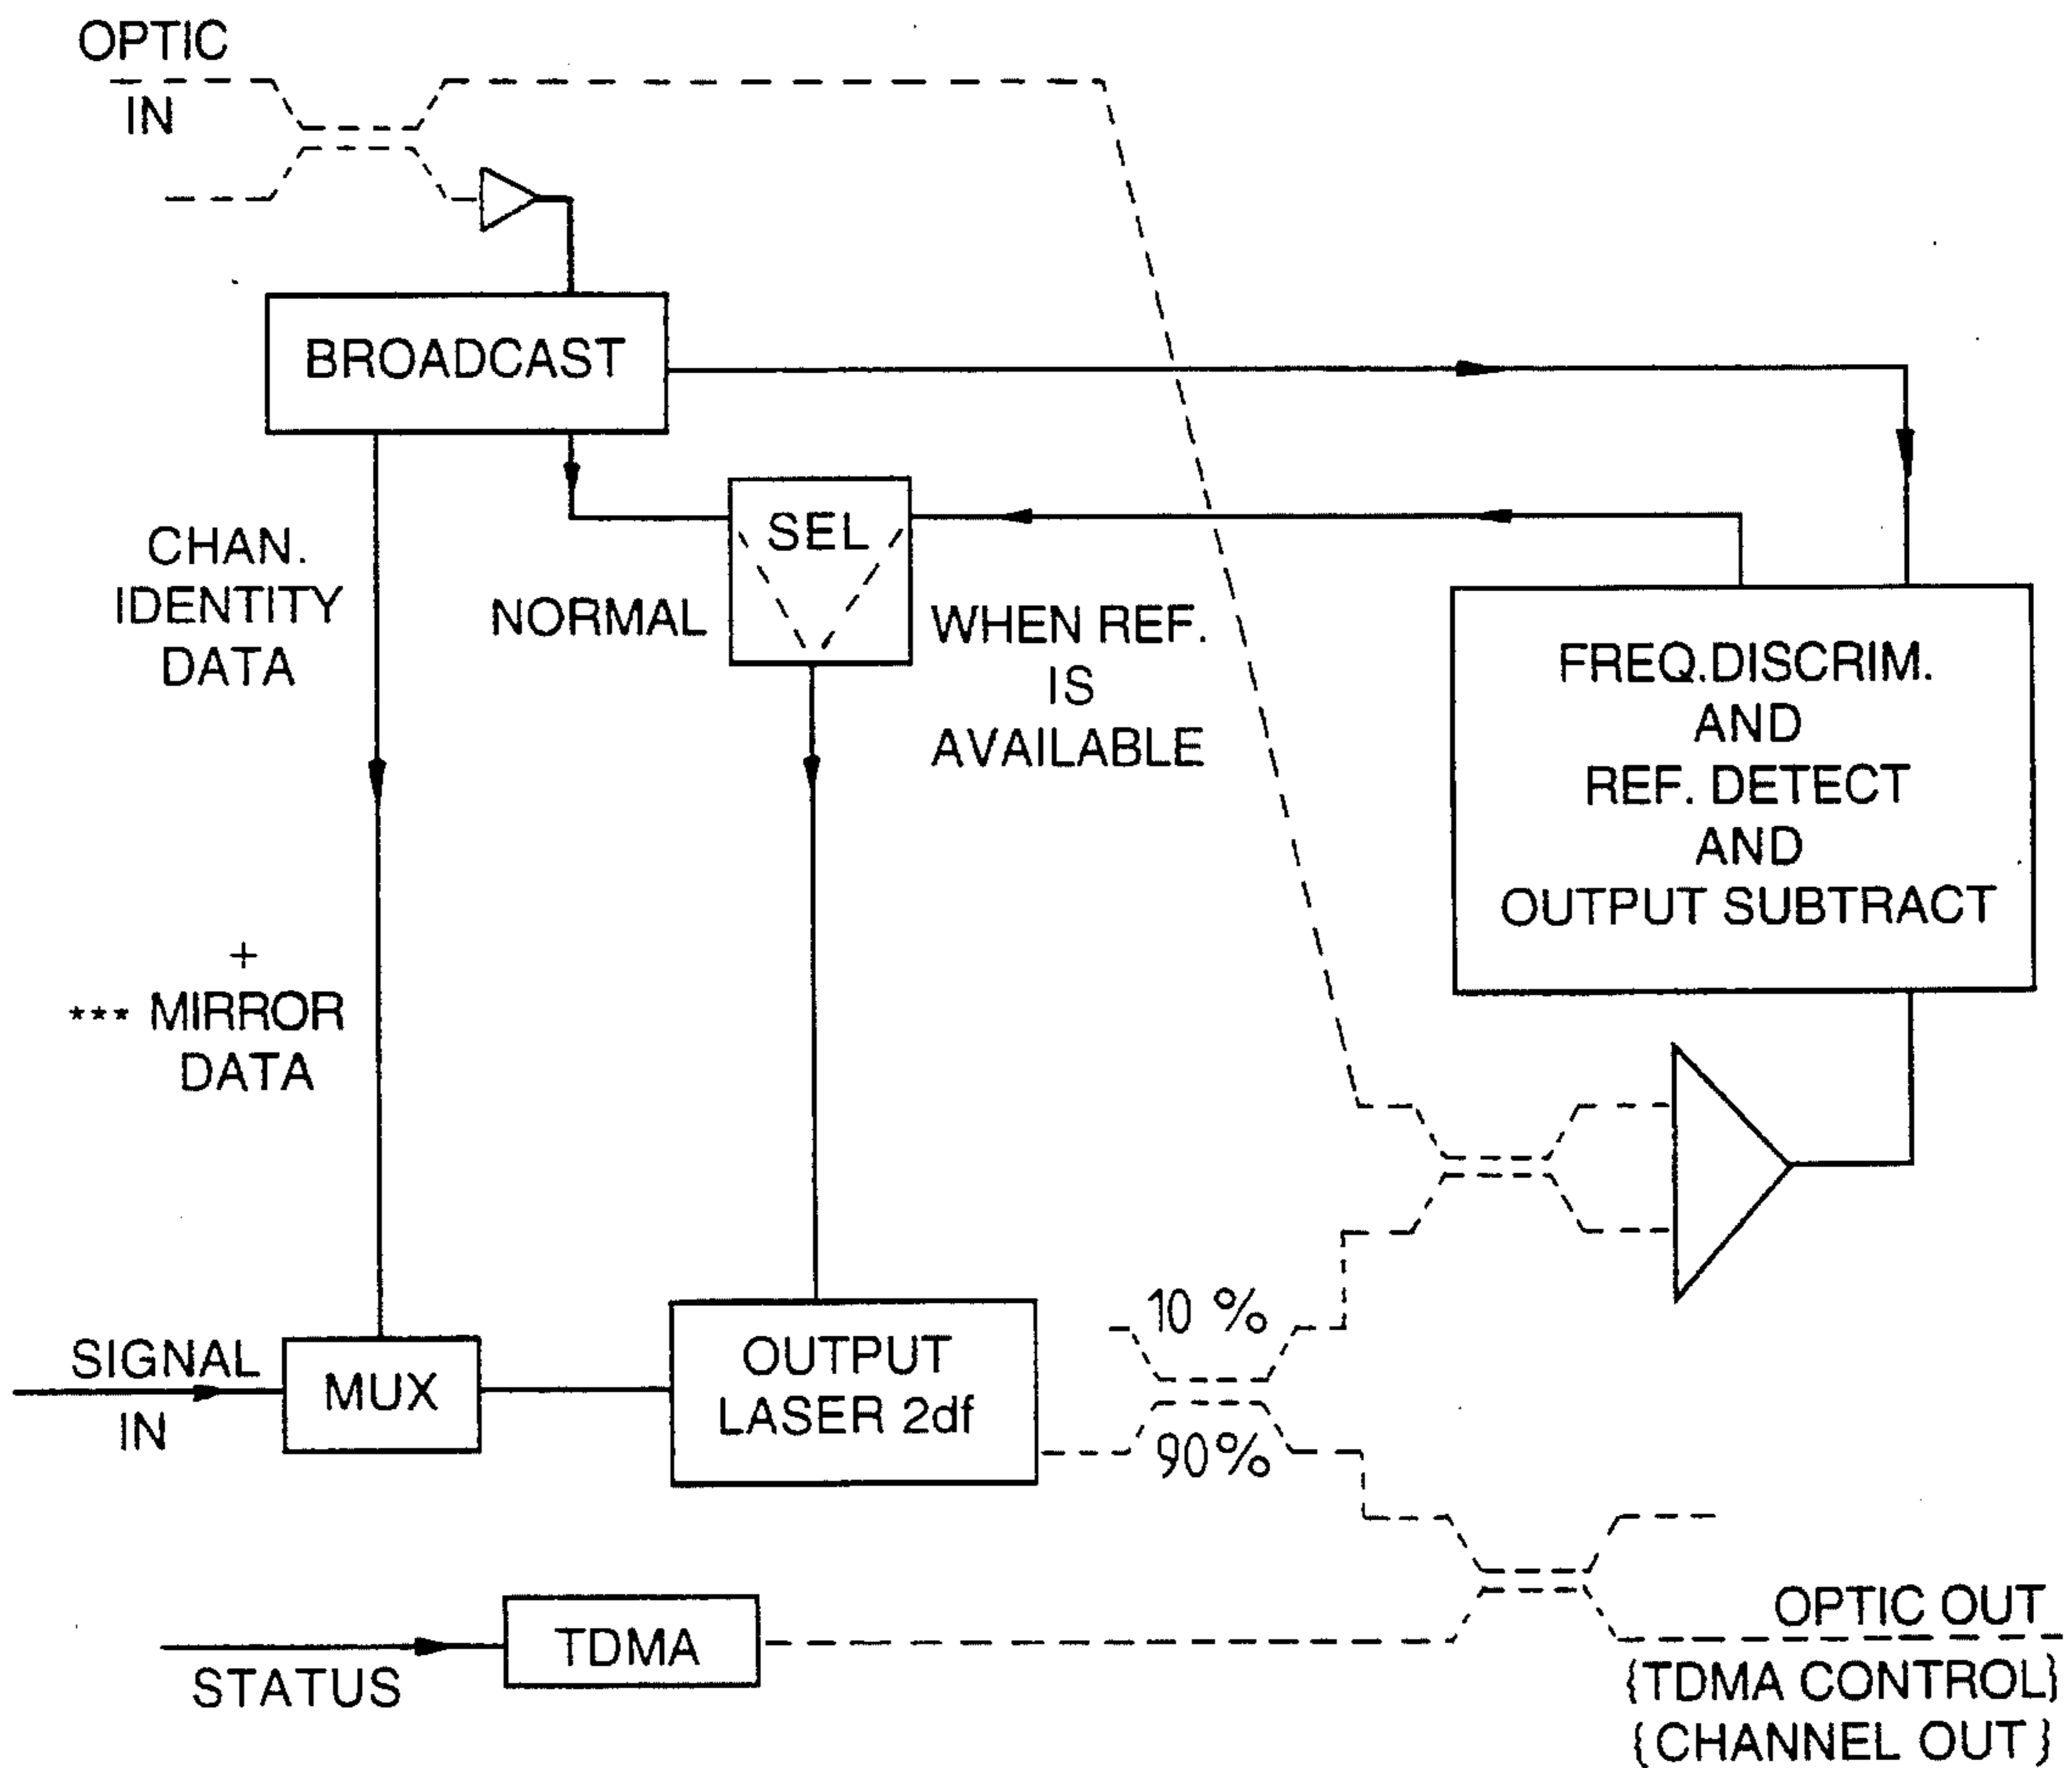 OPTIC
IN
BROADCAST
CHAN.
IDENTITY
DATA
NORMAL
SEL
WHEN REF.
IS
AVAILABLE
FREQ.DISCRIM.
AND
REF. DETECT
AND
OUTPUT SUBTRACT
+
*** MIRROR
DATA
SIGNAL
IN
MUX
OUTPUT
LASER 2df
10 %
90%
STATUS
TDMA
OPTIC OUT
{TDMA CONTROL}
{CHANNEL OUT}